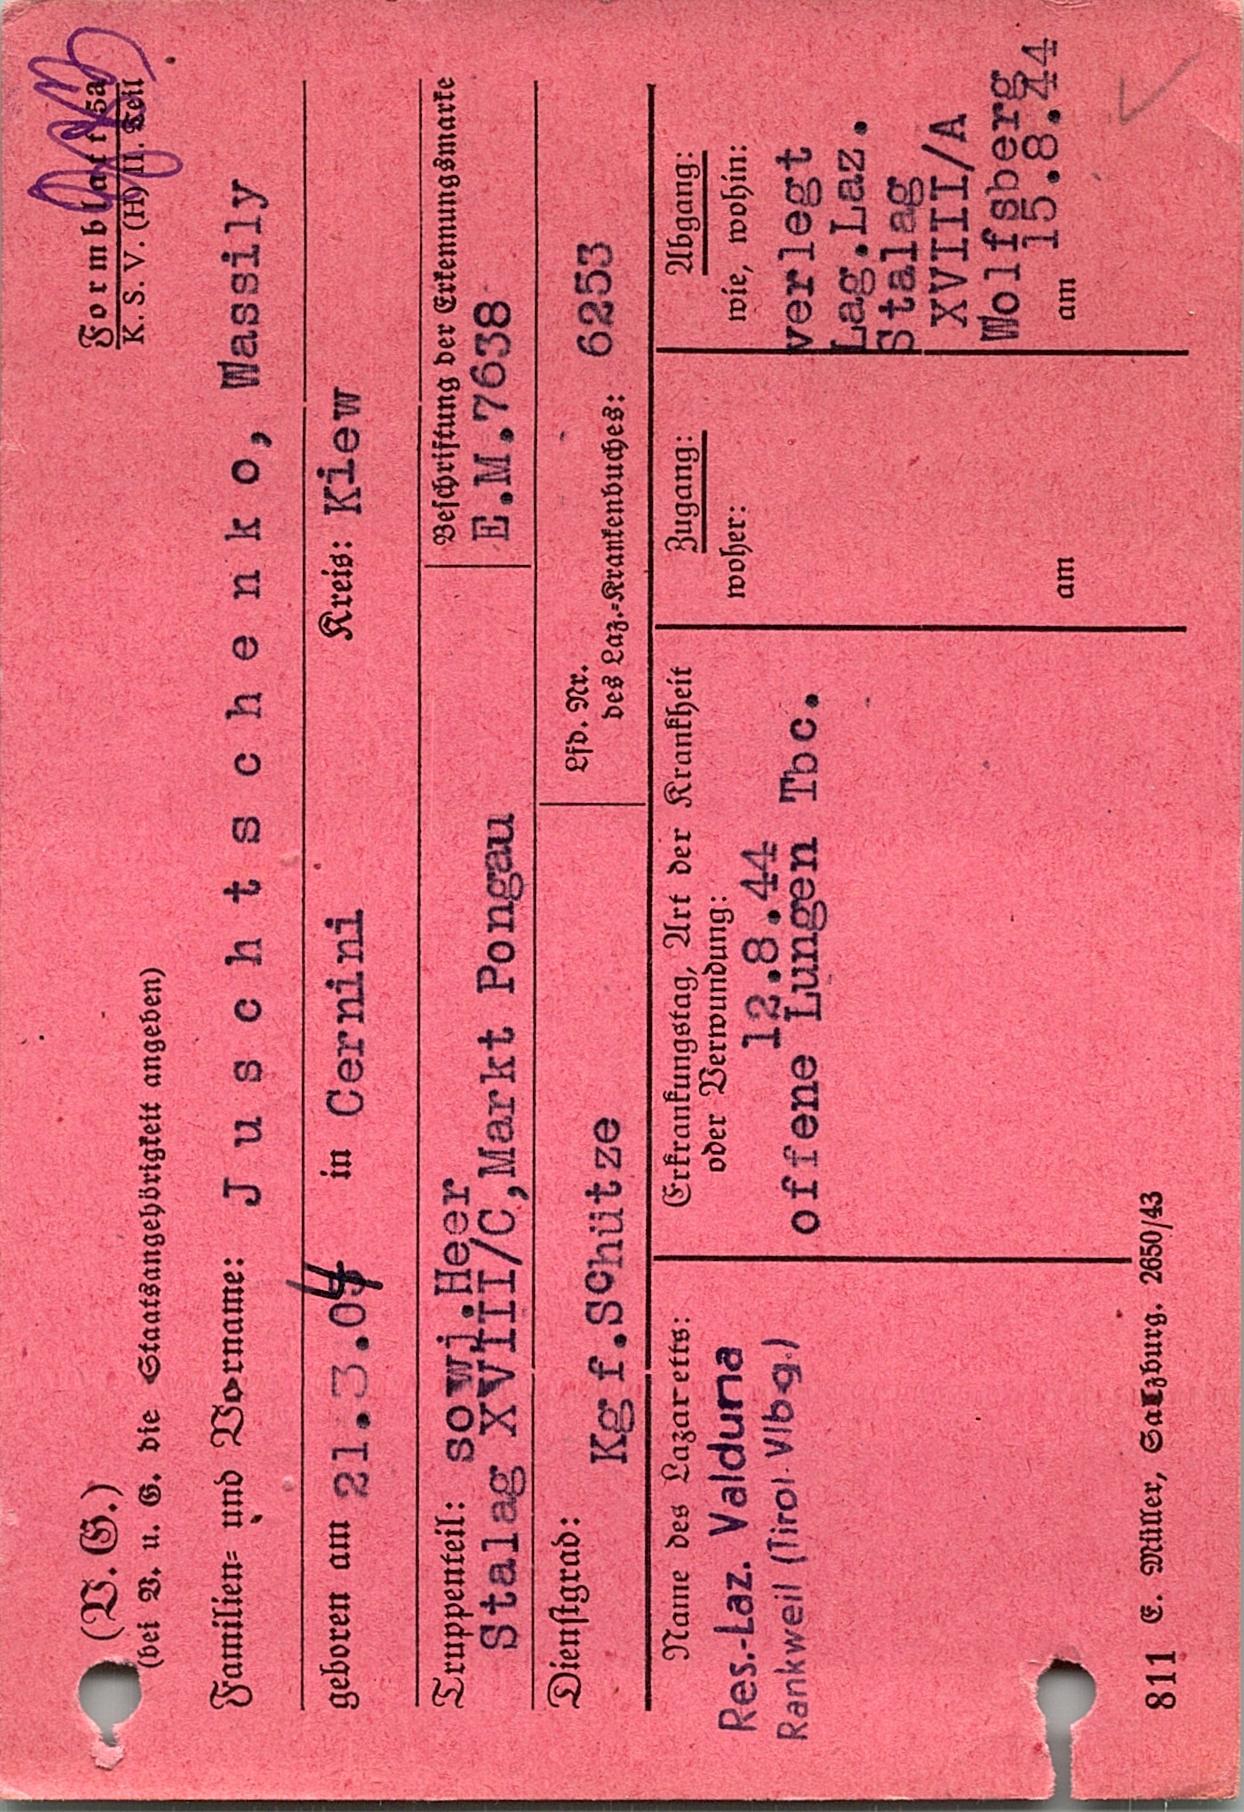 (V. G.)
(bei V. u. G. die Staatsangehörigkeit angeben)
Formblatt 5a
K. S. V. (H) II. Teil
Familien- und Vorname: Juschtschenko, Wassily
geboren am 21.3.04 in Cernini Kreis: Kiew
Truppenteil: sowj.Heer
Stalag XVIII/C,Markt Pongau
Beschriftung der Erkennungsmarke
E.M.7638
Dienstgrad: Kgf.Schütze
Lfd. Nr.
des Laz.-Krankenbuches: 6253
Name des Lazaretts:
Res.-Laz. Valduna
Rankweil (Tirol-Vlbg.)
Erkrankungstag, Art der Krankheit
oder Verwundung:
12.8.44
offene Lungen Tbc.
Zugang:
woher:
am
Abgang:
wie, wohin:
verlegt
Lag.Laz.
Stalag
XVIII/A
Wolfsberg
am 15.8.44
811 E. Müller, Salzburg. 2650/43